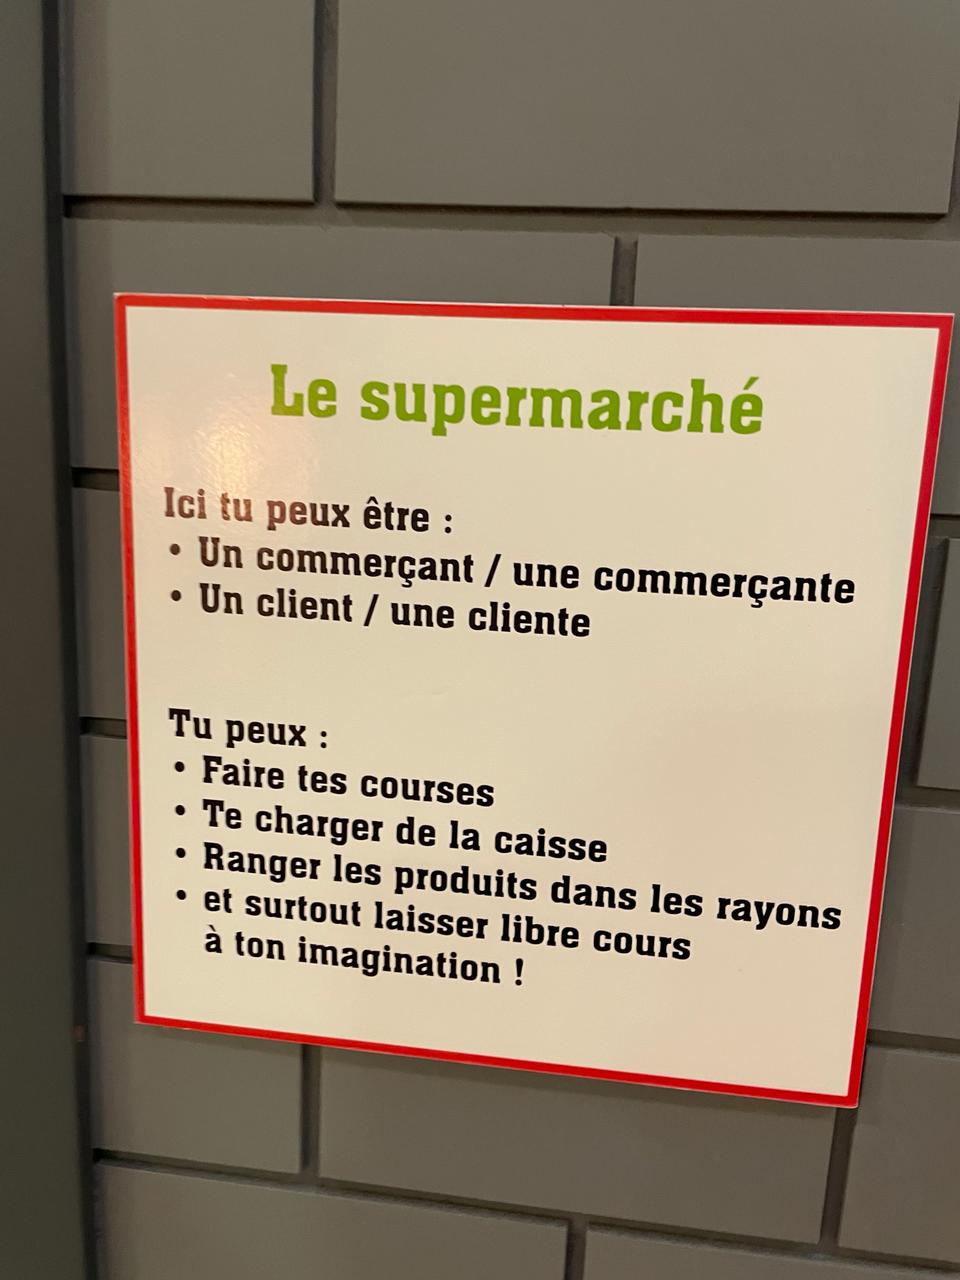 Le supermarché
Ici tu peux être :
• Un commerçant / une commerçante
• Un client / une cliente
Tu peux :
• Faire tes courses
• Te charger de la caisse
• Ranger les produits dans les rayons
• et surtout laisser libre cours
à ton imagination !